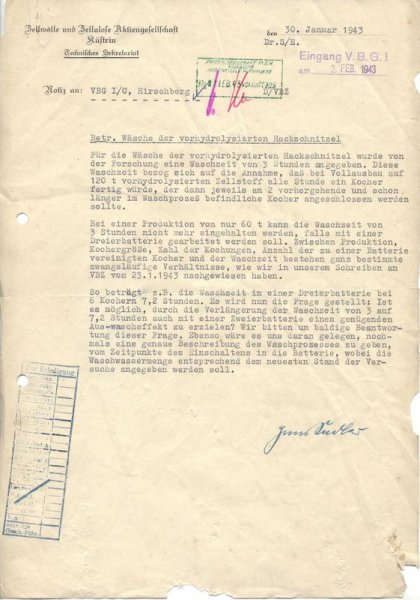 Zellwolle und Zellulose Aktiengesellschaft
Küstrin
Technisches Sekretariat
den 30. Januar 1943
Dr.S/H.
Eingang V.B.G.I
am 2. FEB. 1943
Notiz an: VBG I/C, Hirschberg D/VBZ
Betr. Wäsche der vorhydrolysierten Hackschnitzel
Für die Wäsche der vorhydrolysierten Hackschnitzel wurde von
der Forschung eine Waschzeit von 3 Stunden angegeben. Diese
Waschzeit bezog sich auf die Annahme, daß bei Vollausbau auf
120 t vorhydrolysierten Zellstoff alle Stunde ein Kocher
fertig würde, der dann jeweils an 2 vorhergehende und schon
länger im Waschprozeß befindliche Kocher angeschlossen werden
sollte.
Bei einer Produktion von nur 60 t kann die Waschzeit von
3 Stunden nicht mehr eingehalten werden, falls mit einer
Dreierbatterie gearbeitet werden soll. Zwischen Produktion,
Kochergröße, Zahl der Kochungen, Anzahl der zu einer Batterie
vereinigten Kocher und der Waschzeit bestehen ganz bestimmte
zwangsläufige Verhältnisse, wie wir in unserem Schreiben an
VBZ vom 23.1.1943 nachgewiesen haben.
So beträgt z.B. die Waschzeit in einer Dreierbatterie bei
6 Kochern 7,2 Stunden. Es wird nun die Frage gestellt: Ist
es möglich, durch die Verlängerung der Waschzeit von 3 auf
7,2 Stunden auch mit einer Zweierbatterie einen genügenden
Auswascheffekt zu erzielen? Wir bitten um baldige Beantwor-
tung dieser Frage. Ebenso wäre es uns daran gelegen, noch-
mals eine genaue Beschreibung des Waschprozesses zu geben,
vom Zeitpunkte des Einschaltens in die Batterie, wobei die
Waschwassermenge entsprechend dem neuesten Stand der Ver-
suche angegeben werden soll.
Zur Erledigung